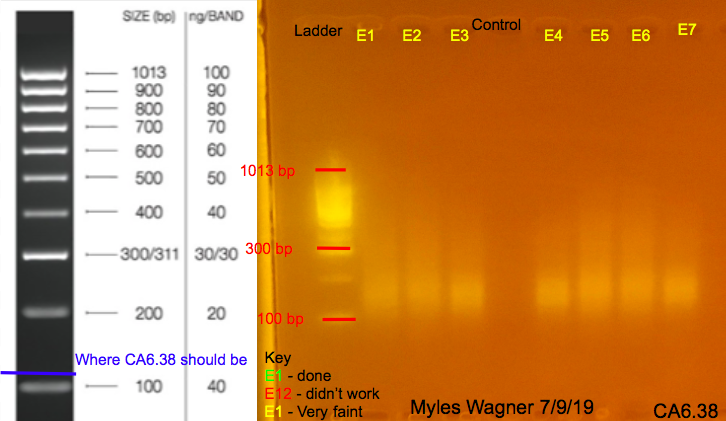 SIZE (bp) ng/BAND
1013 100
900 90
800 80
700 70
600 60
500 50
400 40
300/311 30/30
200 20
Where CA6.38 should be
100 40
Ladder E1 E2 E3 Control E4 E5 E6 E7
1013 bp
300 bp
100 bp
Key
E1 - done
E12 - didn't work
E1 - Very faint
Myles Wagner 7/9/19
CA6.38